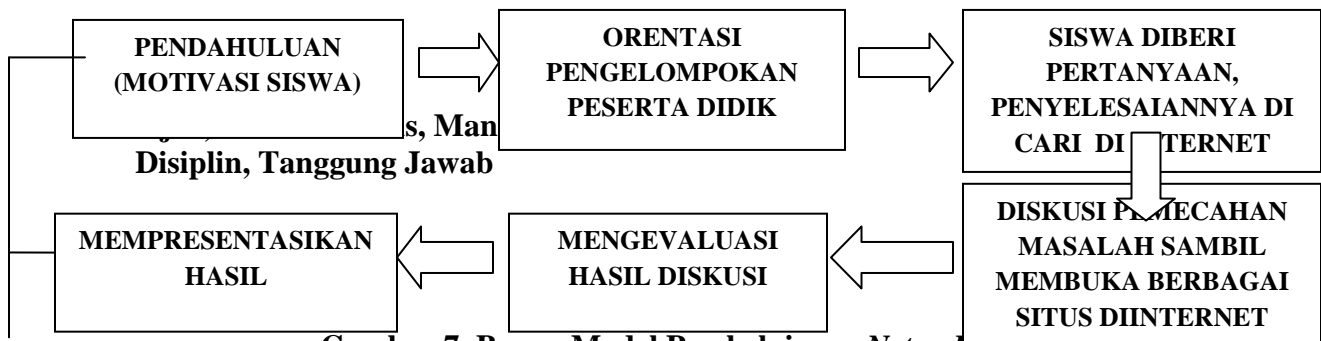 PENDAHULUAN
(MOTIVASI SISWA)
ORENTASI
PENGELOMPOKAN
PESERTA DIDIK
SISWA DIBERI
PERTANYAAN,
PENYELESAIANNYA DI
CARI DI
Disiplin, Tanggung Jawab
DISKUSI
MASALAH SAMBIL
MEMBUKA BERBAGAI
SITUS DIINTERNET
MENGEVALUASI
HASIL DISKUSI
MEMPRESENTASIKAN
HASIL